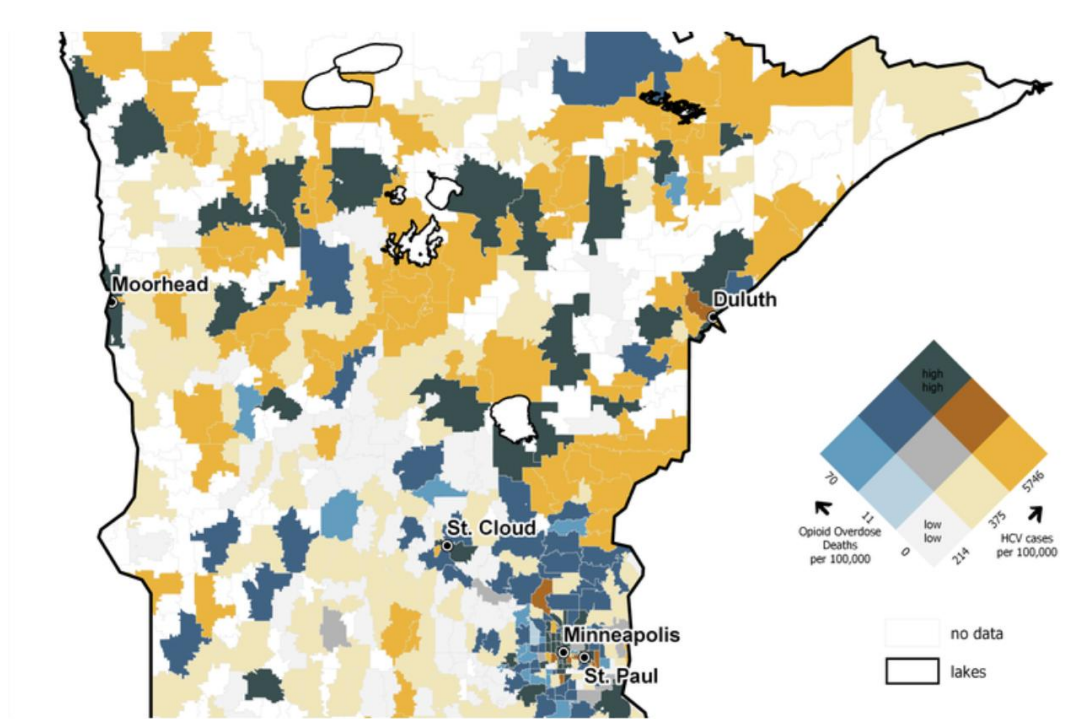 Moorhead
Duluth
St. Cloud
Minneapolis
St. Paul
high
high
low
low
70
11
0
5746
375
214
Opioid Overdose
Deaths
per 100,000
HCV cases
per 100,000
no data
lakes